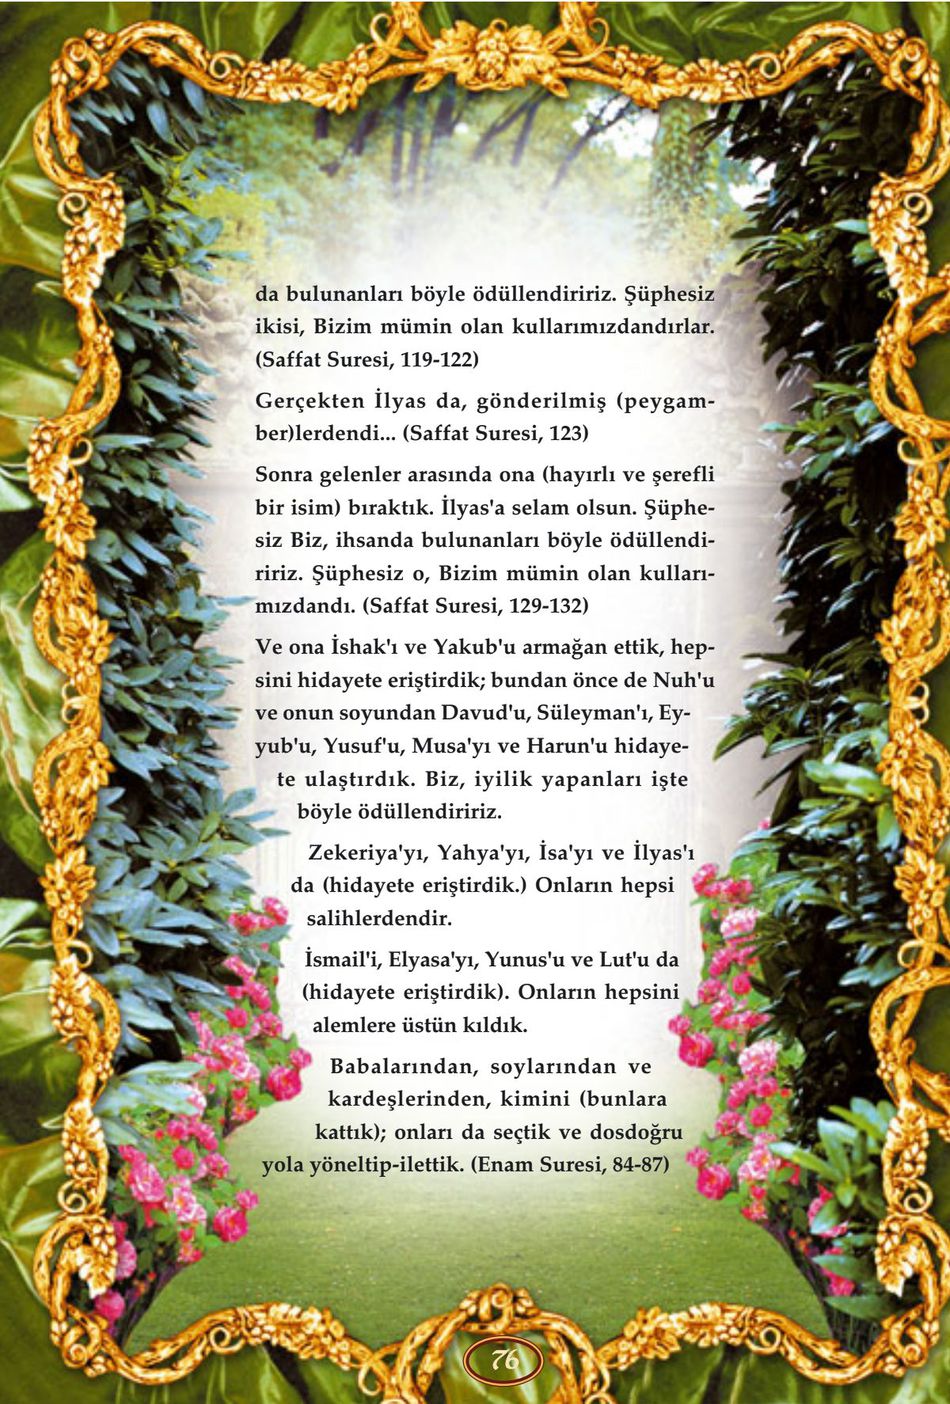 da bulunanları böyle ödüllendiririz. Şüphesiz
ikisi, Bizim mümin olan kullarımızdandırlar.
(Saffat Suresi, 119-122)
Gerçekten İlyas da, gönderilmiş (peygam-
ber)lerdendi... (Saffat Suresi, 123)
Sonra gelenler arasında ona (hayırlı ve şerefli
bir isim) bıraktık. İlyas'a selam olsun. Şüphe-
siz Biz, ihsanda bulunanları böyle ödüllendi-
ririz. Şüphesiz o, Bizim mümin olan kulları-
mızdandı. (Saffat Suresi, 129-132)
Ve ona İshak'ı ve Yakub'u armağan ettik, hep-
sini hidayete eriştirdik; bundan önce de Nuh'u
ve onun soyundan Davud'u, Süleyman'ı, Ey-
yub'u, Yusuf'u, Musa'yı ve Harun'u hidaye-
te ulaştırdık. Biz, iyilik yapanları işte
böyle ödüllendiririz.
Zekeriya'yı, Yahya'yı, İsa'yı ve İlyas'ı
da (hidayete eriştirdik.) Onların hepsi
salihlerdendir.
İsmail'i, Elyasa'yı, Yunus'u ve Lut'u da
(hidayete eriştirdik). Onların hepsini
alemlere üstün kıldık.
Babalarından, soylarından ve
kardeşlerinden, kimini (bunlara
kattık); onları da seçtik ve dosdoğru
yola yöneltip-ilettik. (Enam Suresi, 84-87)
76